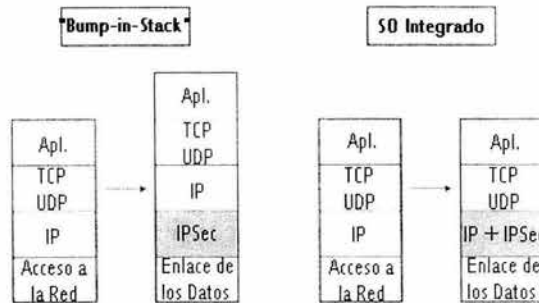 "Bump-in-Stack"
SO Integrado
Apl.
TCP
UDP
IP
Acceso a
la Red
Apl.
TCP
UDP
IP
IPSec
Enlace de
los Datos
Apl.
TCP
UDP
IP
Acceso a
la Red
Apl.
TCP
UDP
IP + IPSec
Enlace de
los Datos